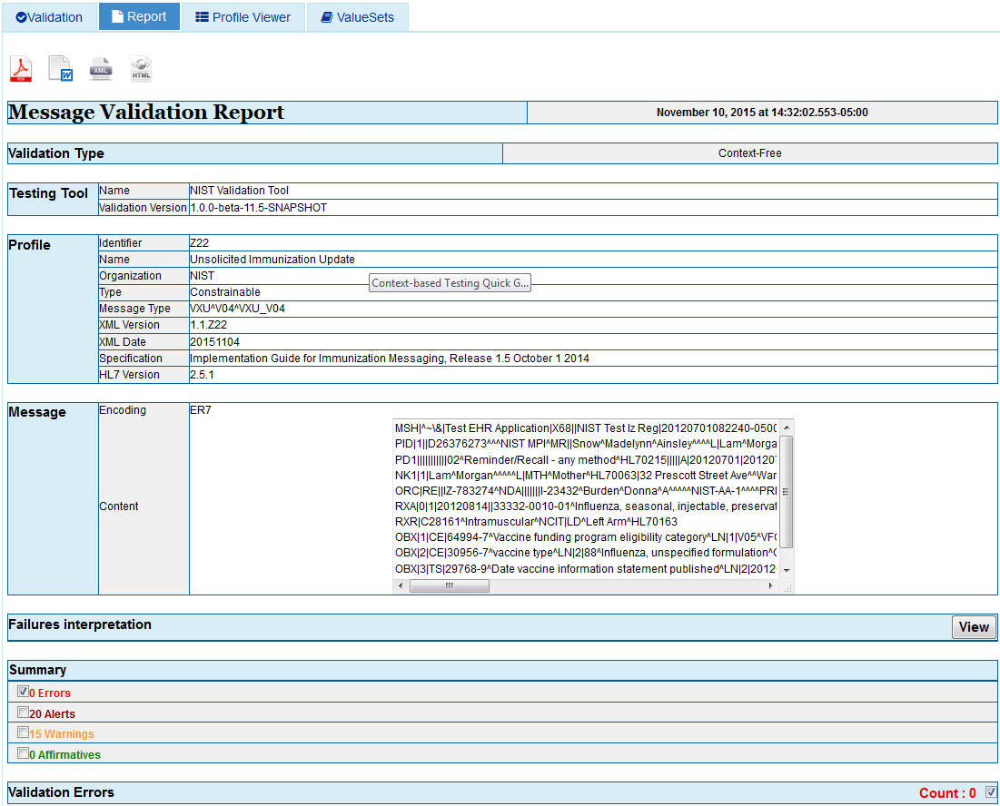 Validation Report Profile Viewer ValueSets
PDF W XML HTML
Message Validation Report November 10, 2015 at 14:32:02.553-05:00
Validation Type Context-Free
Testing Tool Name NIST Validation Tool
Validation Version 1.0.0-beta-11.5-SNAPSHOT
Profile Identifier Z22
Name Unsolicited Immunization Update
Organization NIST
Context-based Testing Quick G...
Type Constrainable
Message Type VXU^V04^VXU_V04
XML Version 1.1.Z22
XML Date 20151104
Specification Implementation Guide for Immunization Messaging, Release 1.5 October 1 2014
HL7 Version 2.5.1
Message Encoding ER7
Content
MSH|^~\&|Test EHR Application|X68||NIST Test Iz Reg|20120701082240-0500
PID|1||D26376273^^^NIST MPI^MR||Snow^Madelynn^Ainsley^^^^L|Lam^Morga
PD1|||||||||||02^Reminder/Recall - any method^HL70215|||||A|20120701|20120
NK1|1|Lam^Morgan^^^^^L|MTH^Mother^HL70063|32 Prescott Street Ave^^War
ORC|RE||IZ-783274^NDA|||||||I-23432^Burden^Donna^A^^^^^NIST-AA-1^^^^PRI
RXA|0|1|20120814||33332-0010-01^Influenza, seasonal, injectable, preservat
RXR|C28161^Intramuscular^NCIT|LD^Left Arm^HL70163
OBX|1|CE|64994-7^Vaccine funding program eligibility category^LN|1|V05^VFC
OBX|2|CE|30956-7^vaccine type^LN|2|88^Influenza, unspecified formulation^C
OBX|3|TS|29768-9^Date vaccine information statement published^LN|2|2012
Failures interpretation View
Summary
0 Errors
20 Alerts
15 Warnings
0 Affirmatives
Validation Errors Count : 0